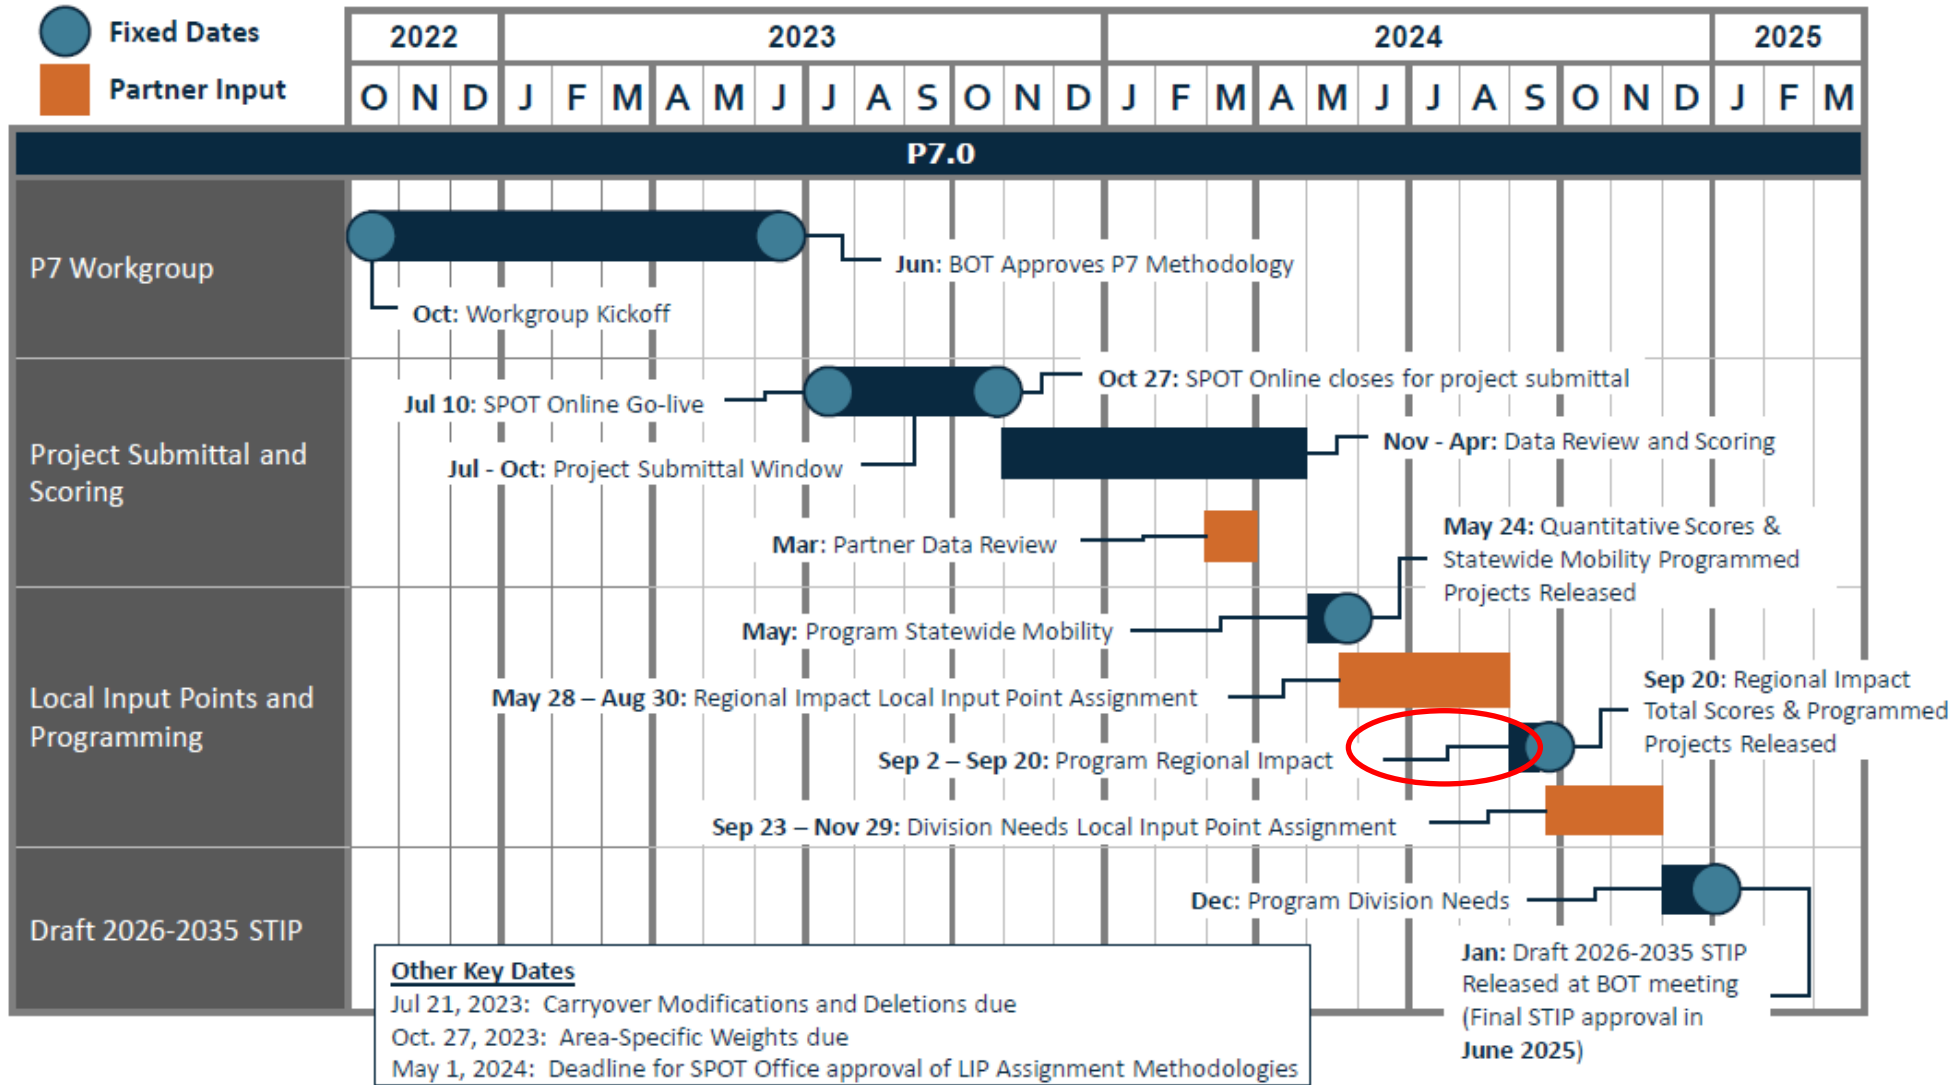 Fixed Dates
Partner Input
2022 2023 2024 2025
O N D J F M A M J J A S O N D J F M A M J J A S O N D J F M
P7.0
P7 Workgroup
Jun: BOT Approves P7 Methodology
Oct: Workgroup Kickoff
Project Submittal and
Scoring
Oct 27: SPOT Online closes for project submittal
Jul 10: SPOT Online Go-live
Nov - Apr: Data Review and Scoring
Jul - Oct: Project Submittal Window
Mar: Partner Data Review
May 24: Quantitative Scores &
Statewide Mobility Programmed
Projects Released
Local Input Points and
Programming
May: Program Statewide Mobility
May 28 – Aug 30: Regional Impact Local Input Point Assignment
Sep 20: Regional Impact
Total Scores & Programmed
Projects Released
Sep 2 – Sep 20: Program Regional Impact
Sep 23 – Nov 29: Division Needs Local Input Point Assignment
Draft 2026-2035 STIP
Dec: Program Division Needs
Jan: Draft 2026-2035 STIP
Released at BOT meeting
(Final STIP approval in
June 2025)
Other Key Dates
Jul 21, 2023: Carryover Modifications and Deletions due
Oct. 27, 2023: Area-Specific Weights due
May 1, 2024: Deadline for SPOT Office approval of LIP Assignment Methodologies